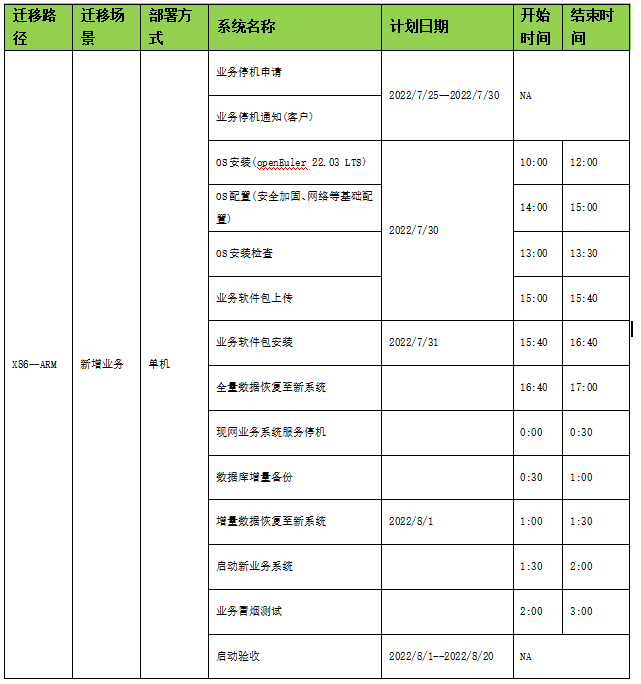 迁移路
径
迁移场
景
部署方
式
系统名称
计划日期
开始
时间
结束时
间
X86—ARM
新增业务
单机
业务停机申请
2022/7/25—2022/7/30
NA
业务停机通知(客户)
OS安装(openEuler 22.03 LTS)
2022/7/30
10:00
12:00
OS配置(安全加固、网络等基础配
置)
14:00
15:00
OS安装检查
13:00
13:30
业务软件包上传
15:00
15:40
业务软件包安装
2022/7/31
15:40
16:40
全量数据恢复至新系统
16:40
17:00
现网业务系统服务停机
0:00
0:30
数据库增量备份
0:30
1:00
增量数据恢复至新系统
2022/8/1
1:00
1:30
启动新业务系统
1:30
2:00
业务冒烟测试
2:00
3:00
启动验收
2022/8/1—2022/8/20
NA